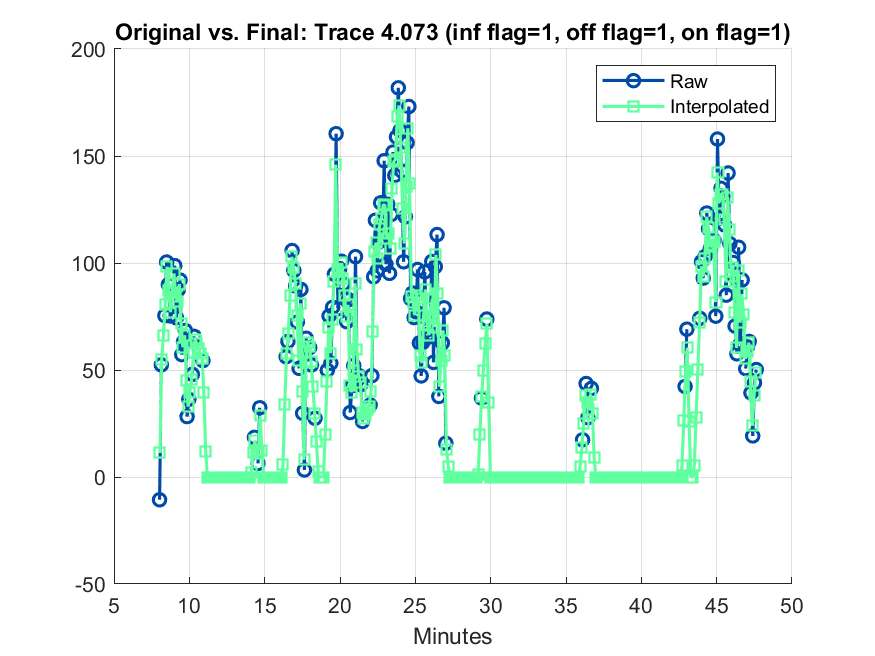 Original vs. Final: Trace 4.073 (inf flag=1, off flag=1, on flag=1)
200
150
100
50
0
-50
Raw
Interpolated
5 10 15 20 25 30 35 40 45 50
Minutes